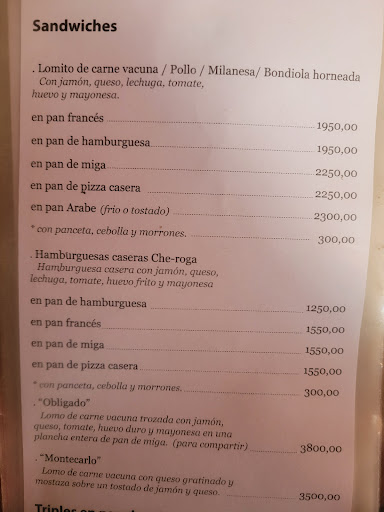 Sandwiches
. Lomito de carne vacuna / Pollo / Milanesa/ Bondiola horneada
Con jamón, queso, lechuga, tomate,
huevo y mayonesa.
en pan francés 1950,00
en pan de hamburguesa 1950,00
en pan de miga 2250,00
en pan de pizza casera 2250,00
en pan Arabe (frio o tostado) 2300,00
* con panceta, cebolla y morrones. 300,00
. Hamburguesas caseras Che-roga
Hamburguesa casera con jamón, queso,
lechuga, tomate, huevo frito y mayonesa
en pan de hamburguesa 1250,00
en pan francés 1550,00
en pan de miga 1550,00
en pan de pizza casera 1550,00
* con panceta, cebolla y morrones. 300,00
. "Obligado"
Lomo de carne vacuna trozada con jamón,
queso, tomate, huevo duro y mayonesa en una
plancha entera de pan de miga. (para compartir) 3800,00
. "Montecarlo"
Lomo de carne vacuna con queso gratinado y
mostaza sobre un tostado de jamón y queso. 3500,00
Triples en